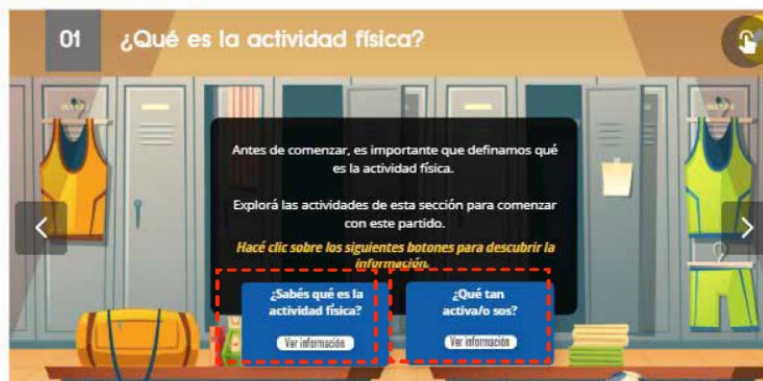 01 ¿Qué es la actividad física?
Antes de comenzar, es importante que definamos qué
es la actividad física.
Explorá las actividades de esta sección para comenzar
con este partido.
Hacé clic sobre los siguientes botones para descubrir la
información.
¿Sabés qué es la
actividad física?
Ver información
¿Qué tan
activa/o sos?
Ver información